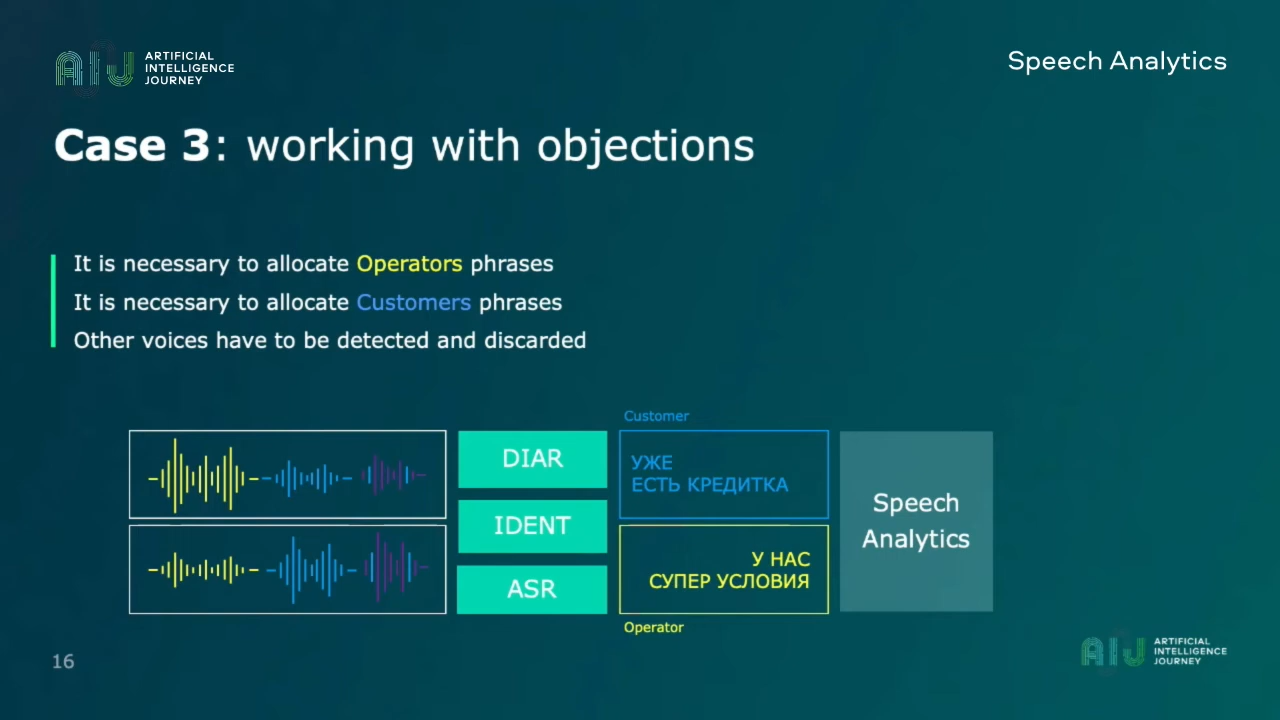 ARTIFICIAL
INTELLIGENCE
JOURNEY
Speech Analytics
Case 3: working with objections
It is necessary to allocate Operators phrases
It is necessary to allocate Customers phrases
Other voices have to be detected and discarded
DIAR
IDENT
ASR
Customer
УЖЕ
ЕСТЬ КРЕДИТКА
У НАС
СУПЕР УСЛОВИЯ
Operator
Speech
Analytics
16
AIJ
ARTIFICIAL
INTELLIGENCE
JOURNEY